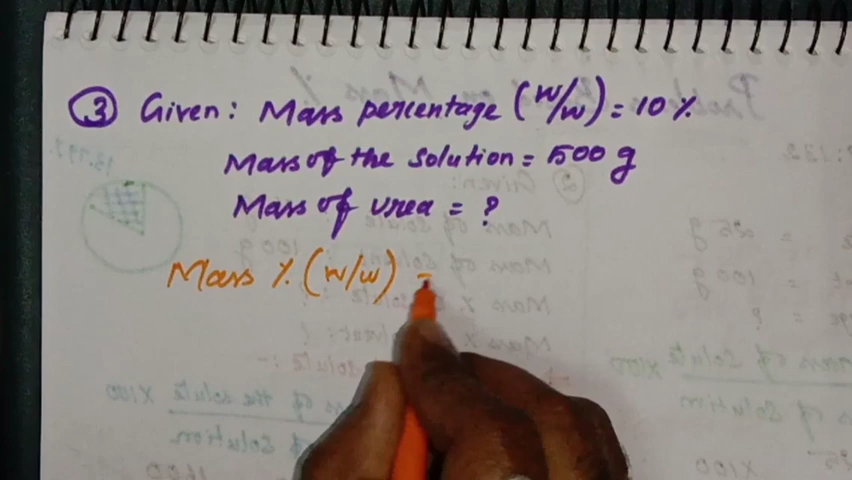 3 Given: Mass percentage (w/w) = 10 %
Mass of the solution = 500 g
Mass of urea = ?
Mass % (w/w) =